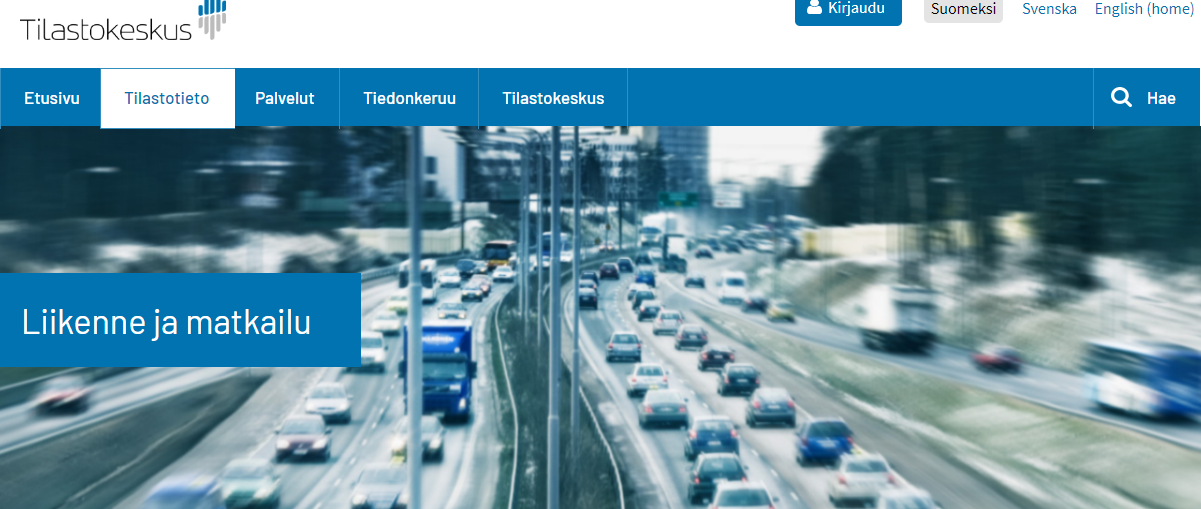 Tilastokeskus
Kirjaudu
Suomeksi
Svenska
English (home)
Etusivu
Tilastotieto
Palvelut
Tiedonkeruu
Tilastokeskus
Hae
Liikenne ja matkailu